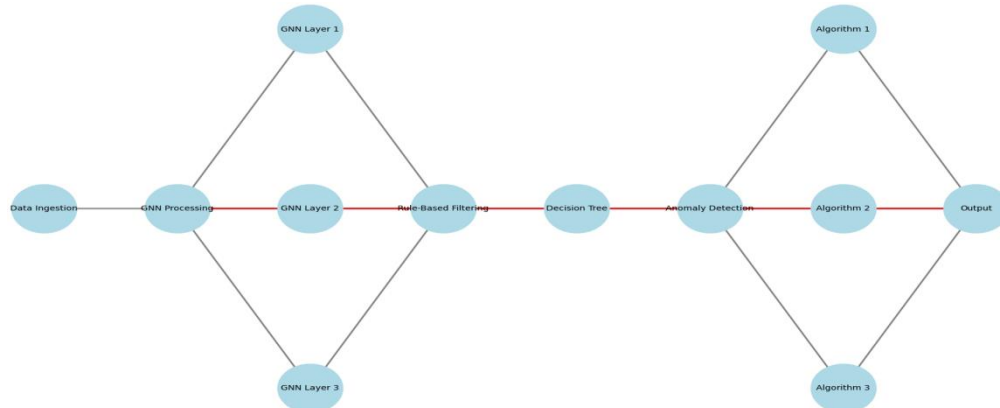 GNN Layer 1
Algorithm 1
Data Ingestion
GNN Processing
GNN Layer 2
Rule-Based Filtering
Decision Tree
Anomaly Detection
Algorithm 2
Output
GNN Layer 3
Algorithm 3